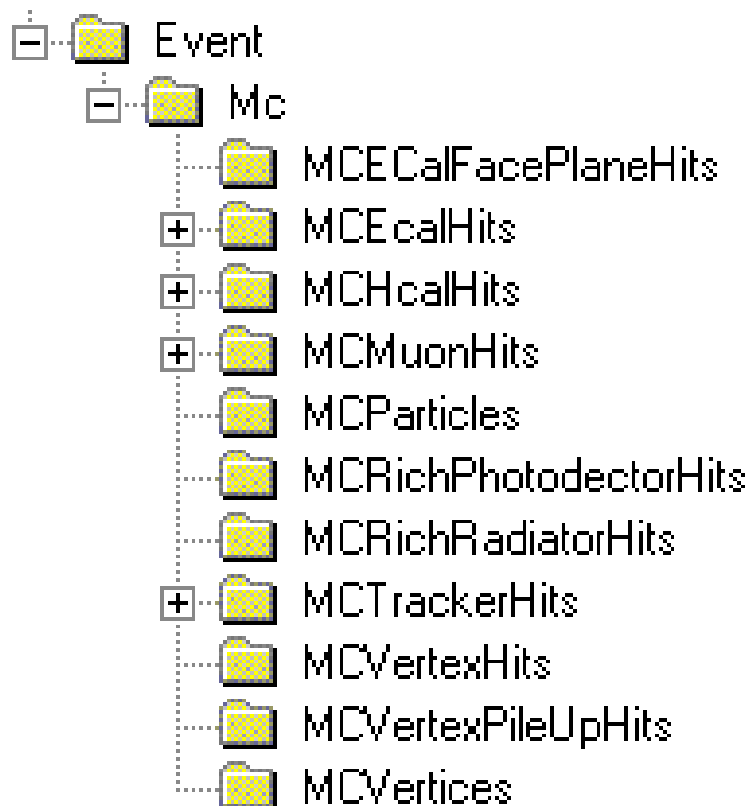 Event
Mc
MCECalFacePlaneHits
MCEcalHits
MCHcalHits
MCMuonHits
MCParticles
MCRichPhotodectorHits
MCRichRadiatorHits
MCTrackerHits
MCVertexHits
MCVertexPileUpHits
MCVertices